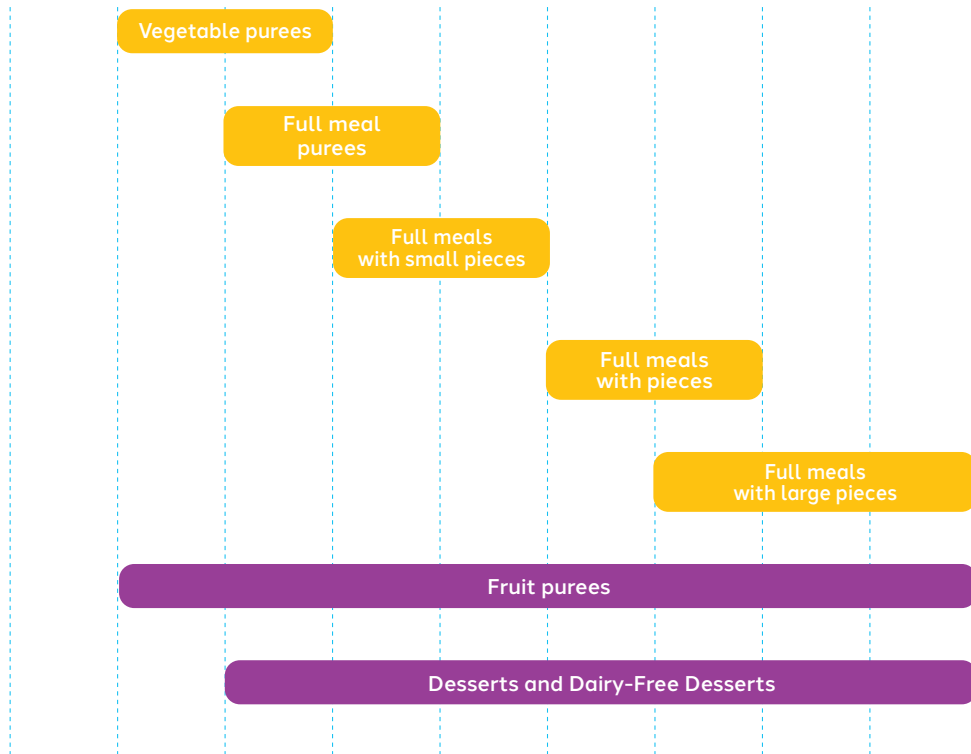 Vegetable purees
Full meal
purees
Full meals
with small pieces
Full meals
with pieces
Full meals
with large pieces
Fruit purees
Desserts and Dairy-Free Desserts